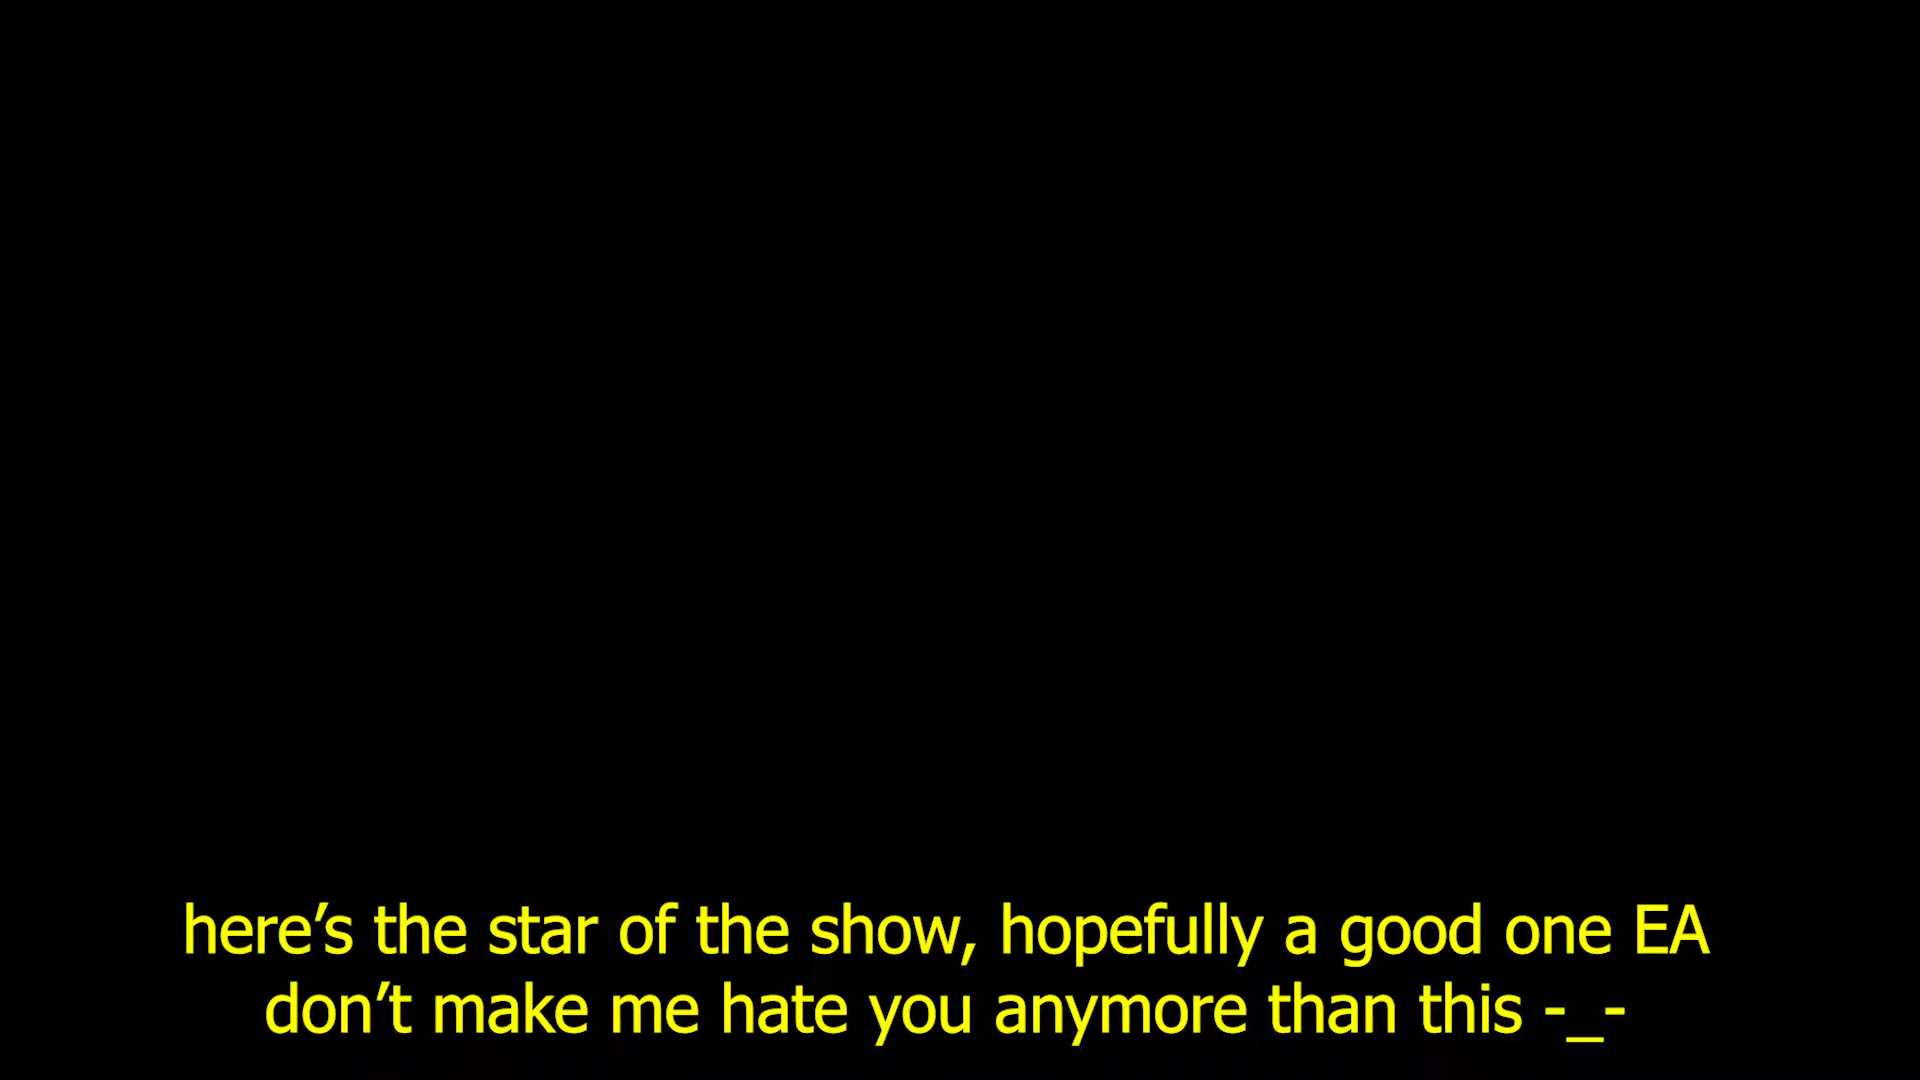 here’s the star of the show, hopefully a good one EA
don’t make me hate you anymore than this -_-